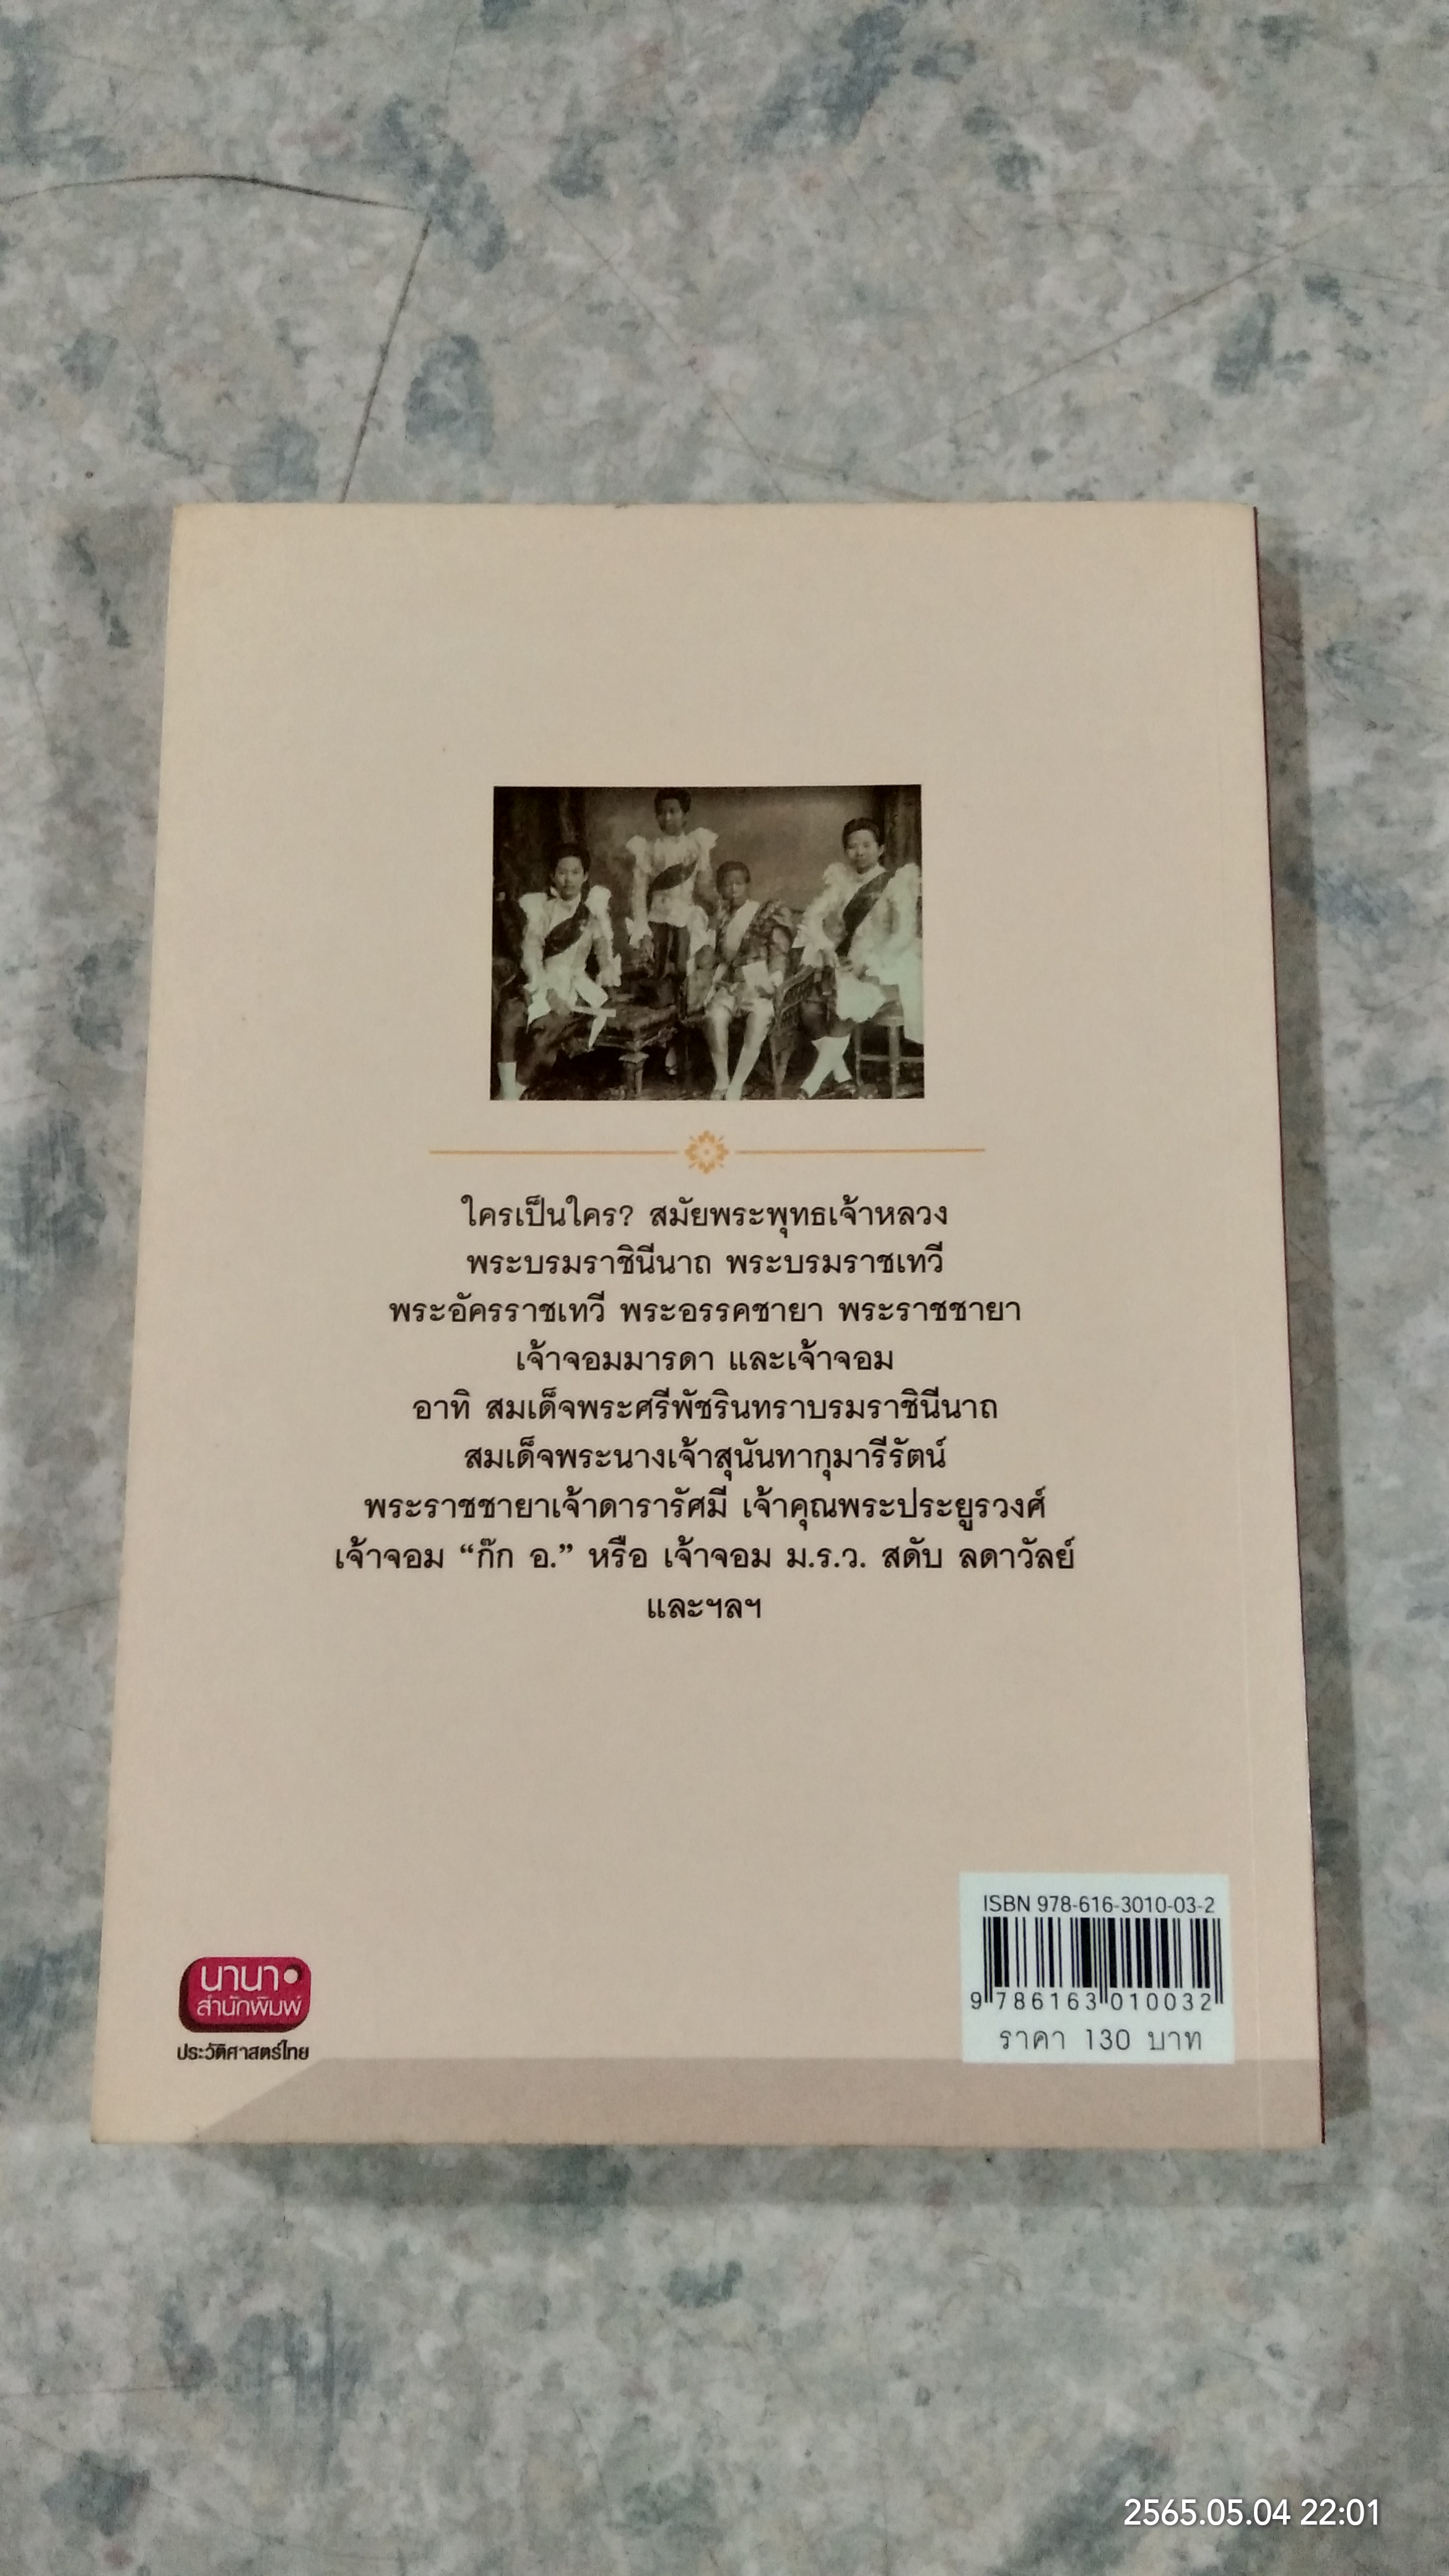 ใครเป็นใคร? สมัยพระพุทธเจ้าหลวง
พระบรมราชินีนาถ พระบรมราชเทวี
พระอัครราชเทวี พระอรรคชายา พระราชชายา
เจ้าจอมมารดา และเจ้าจอม
อาทิ สมเด็จพระศรีพัชรินทราบรมราชินีนาถ
สมเด็จพระนางเจ้าสุนันทากุมารีรัตน์
พระราชชายาเจ้าดารารัศมี เจ้าคุณพระประยูรวงศ์
เจ้าจอม “ก๊ก อ.” หรือ เจ้าจอม ม.ร.ว. สดับ ลดาวัลย์
และฯลฯ
ISBN 978-616-3010-03-2
9 786163 010032
ราคา 130 บาท
นานา
สำนักพิมพ์
ประวัติศาสตร์ไทย
2565.05.04 22:01